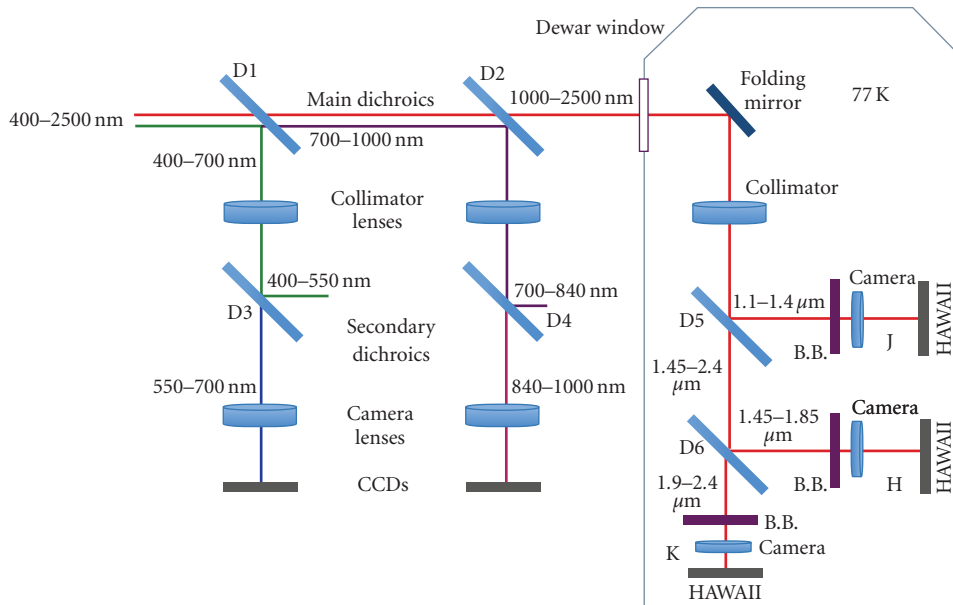 Dewar window
D1
D2
Main dichroics
1000–2500 nm
Folding
mirror
77 K
400–2500 nm
700–1000 nm
400–700 nm
Collimator
lenses
Collimator
400–550 nm
D3
700–840 nm
D4
Secondary
dichroics
D5
1.1–1.4 µm
Camera
B.B.
J
HAWAII
550–700 nm
840–1000 nm
1.45–2.4
µm
Camera
lenses
D6
1.45–1.85
µm
Camera
B.B.
H
HAWAII
CCDs
1.9–2.4
µm
B.B.
K
Camera
HAWAII